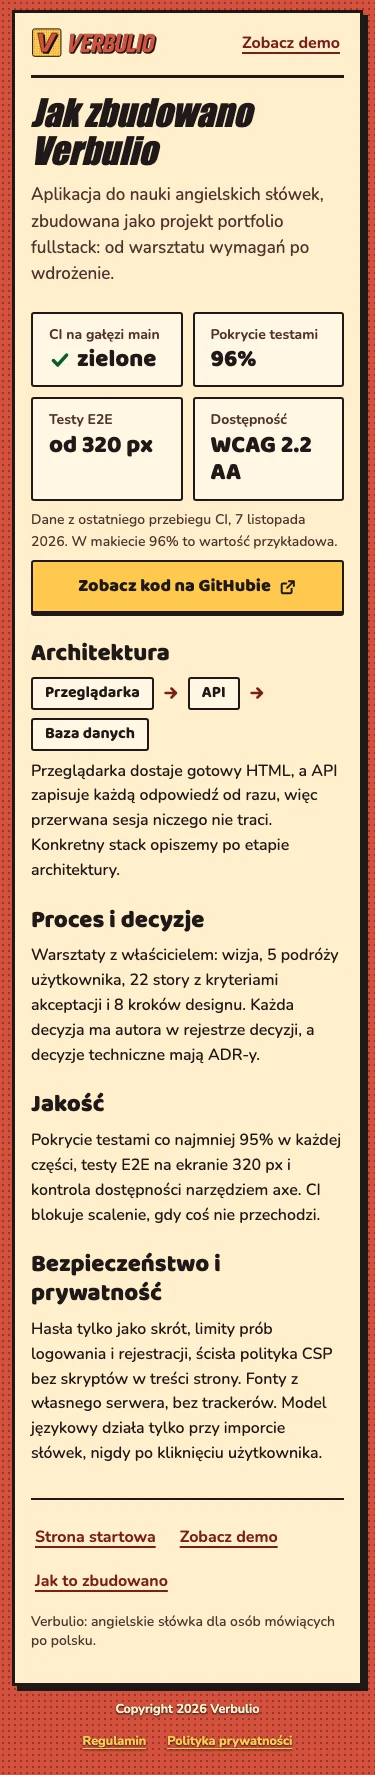 V VERBULIO
Zobacz demo
Jak zbudowano
Verbulio
Aplikacja do nauki angielskich słówek,
zbudowana jako projekt portfolio
fullstack: od warsztatu wymagań po
wdrożenie.
CI na gałęzi main
zielone
Pokrycie testami
96%
Testy E2E
od 320 px
Dostępność
WCAG 2.2
AA
Dane z ostatniego przebiegu CI, 7 listopada
2026. W makiecie 96% to wartość przykładowa.
Zobacz kod na GitHubie
Architektura
Przeglądarka → API →
Baza danych
Przeglądarka dostaje gotowy HTML, a API
zapisuje każdą odpowiedź od razu, więc
przerwana sesja niczego nie traci.
Konkretny stack opiszemy po etapie
architektury.
Proces i decyzje
Warsztaty z właścicielem: wizja, 5 podróży
użytkownika, 22 story z kryteriami
akceptacji i 8 kroków designu. Każda
decyzja ma autora w rejestrze decyzji, a
decyzje techniczne mają ADR-y.
Jakość
Pokrycie testami co najmniej 95% w każdej
części, testy E2E na ekranie 320 px i
kontrola dostępności narzędziem axe. CI
blokuje scalenie, gdy coś nie przechodzi.
Bezpieczeństwo i
prywatność
Hasła tylko jako skrót, limity prób
logowania i rejestracji, ścisła polityka CSP
bez skryptów w treści strony. Fonty z
własnego serwera, bez trackerów. Model
językowy działa tylko przy imporcie
słówek, nigdy po kliknięciu użytkownika.
Strona startowa
Zobacz demo
Jak to zbudowano
Verbulio: angielskie słówka dla osób mówiących
po polsku.
Copyright 2026 Verbulio
Regulamin
Polityka prywatności